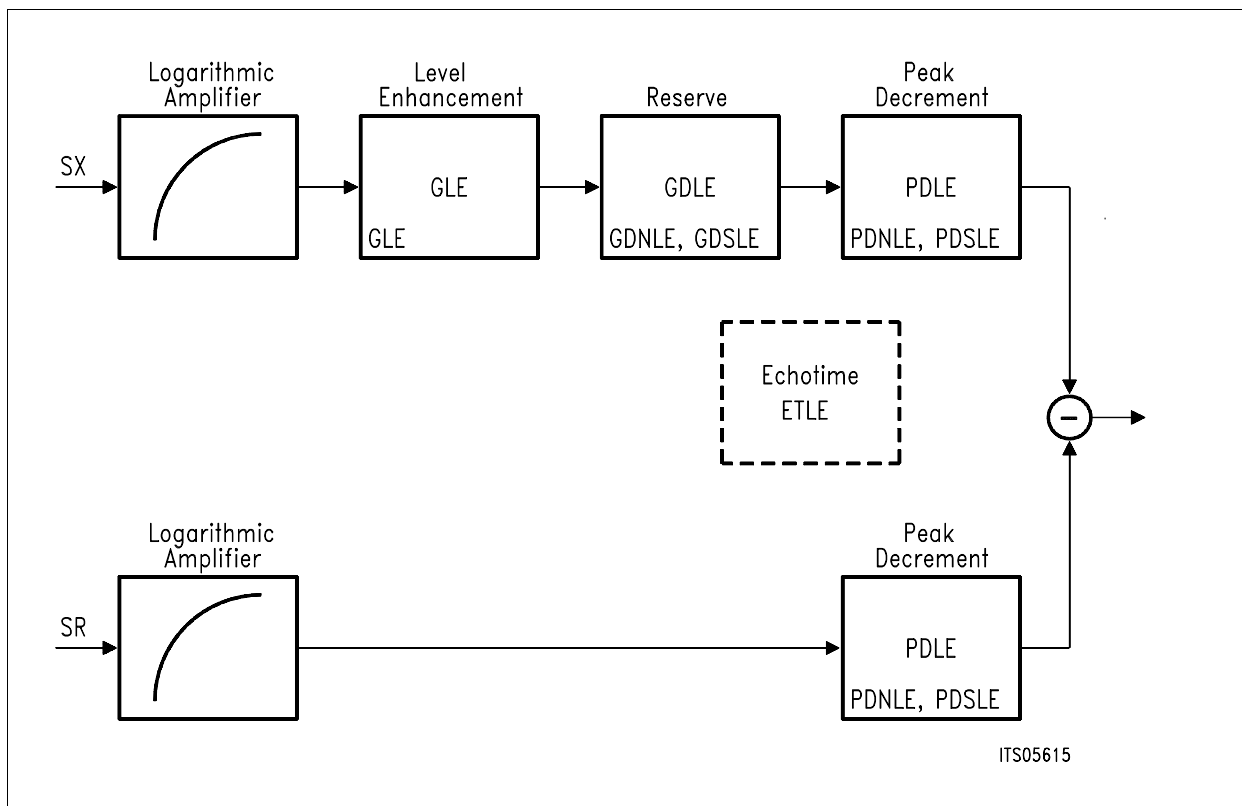 Logarithmic
Amplifier
Level
Enhancement
Reserve
Peak
Decrement
SX
GLE
GLE
GDLE
GDNLE, GDSLE
PDLE
PDNLE, PDSLE
Echotime
ETLE
−
Logarithmic
Amplifier
Peak
Decrement
SR
PDLE
PDNLE, PDSLE
ITS05615